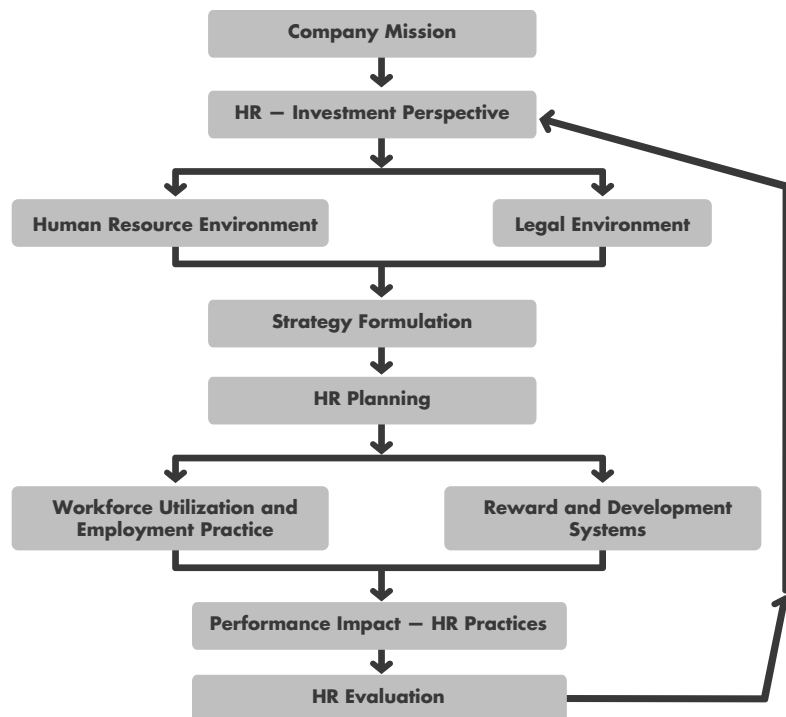 Company Mission
HR — Investment Perspective
Human Resource Environment
Legal Environment
Strategy Formulation
HR Planning
Workforce Utilization and
Employment Practice
Reward and Development
Systems
Performance Impact — HR Practices
HR Evaluation